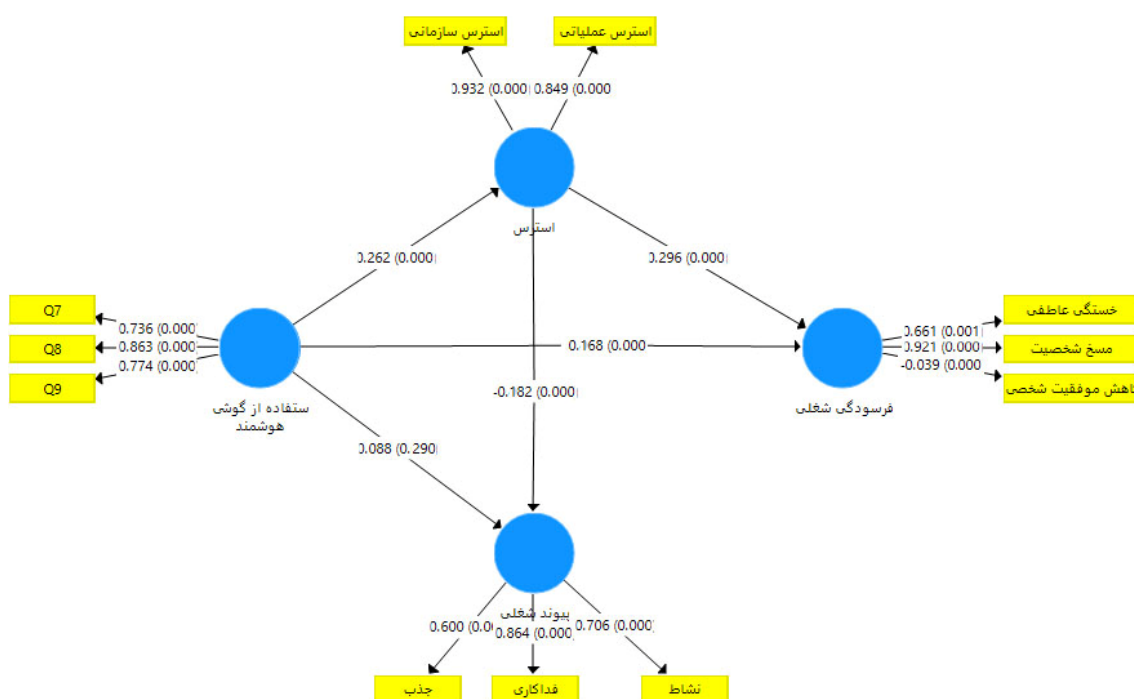 استرس سازمانی
استرس عملیاتی
0.932 (0.000)
0.849 (0.000
استرس
0.262 (0.000)
0.296 (0.000)
Q7
Q8
Q9
0.736 (0.000
0.863 (0.000
0.774 (0.000
ستفاده از گوشی
هوشمند
0.168 (0.000
-0.182 (0.000)
0.088 (0.290)
فرسودگی شغلی
0.661 (0.001
0.921 (0.000
-0.039 (0.000
خستگی عاطفی
مسخ شخصیت
کاهش موفقیت شخصی
پیوند شغلی
0.600 (0.00
0.864 (0.000)
0.706 (0.000)
جذب
فداکاری
نشاط